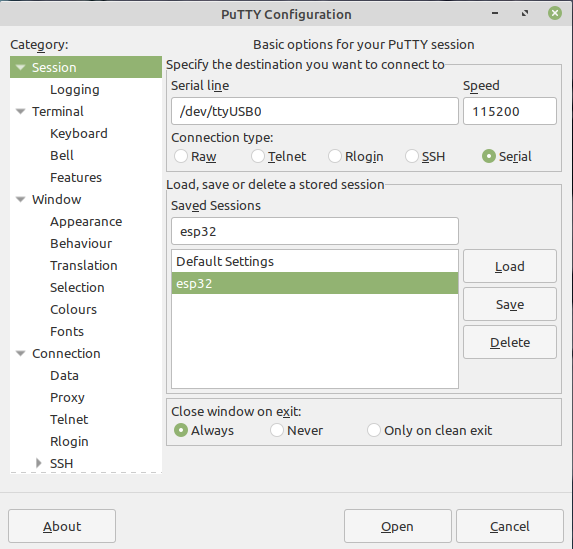 PuTTY Configuration
Category:
Session
Logging
Terminal
Keyboard
Bell
Features
Window
Appearance
Behaviour
Translation
Selection
Colours
Fonts
Connection
Data
Proxy
Telnet
Rlogin
SSH
Basic options for your PuTTY session
Specify the destination you want to connect to
Serial line Speed
/dev/ttyUSB0 115200
Connection type:
Raw Telnet Rlogin SSH Serial
Load, save or delete a stored session
Saved Sessions
esp32
Default Settings
esp32
Load
Save
Delete
Close window on exit:
Always Never Only on clean exit
About Open Cancel